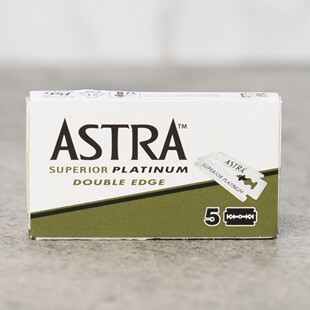 ASTRA™
SUPERIOR PLATINUM
DOUBLE EDGE
ASTRA
SUPERIOR PLATINUM
5